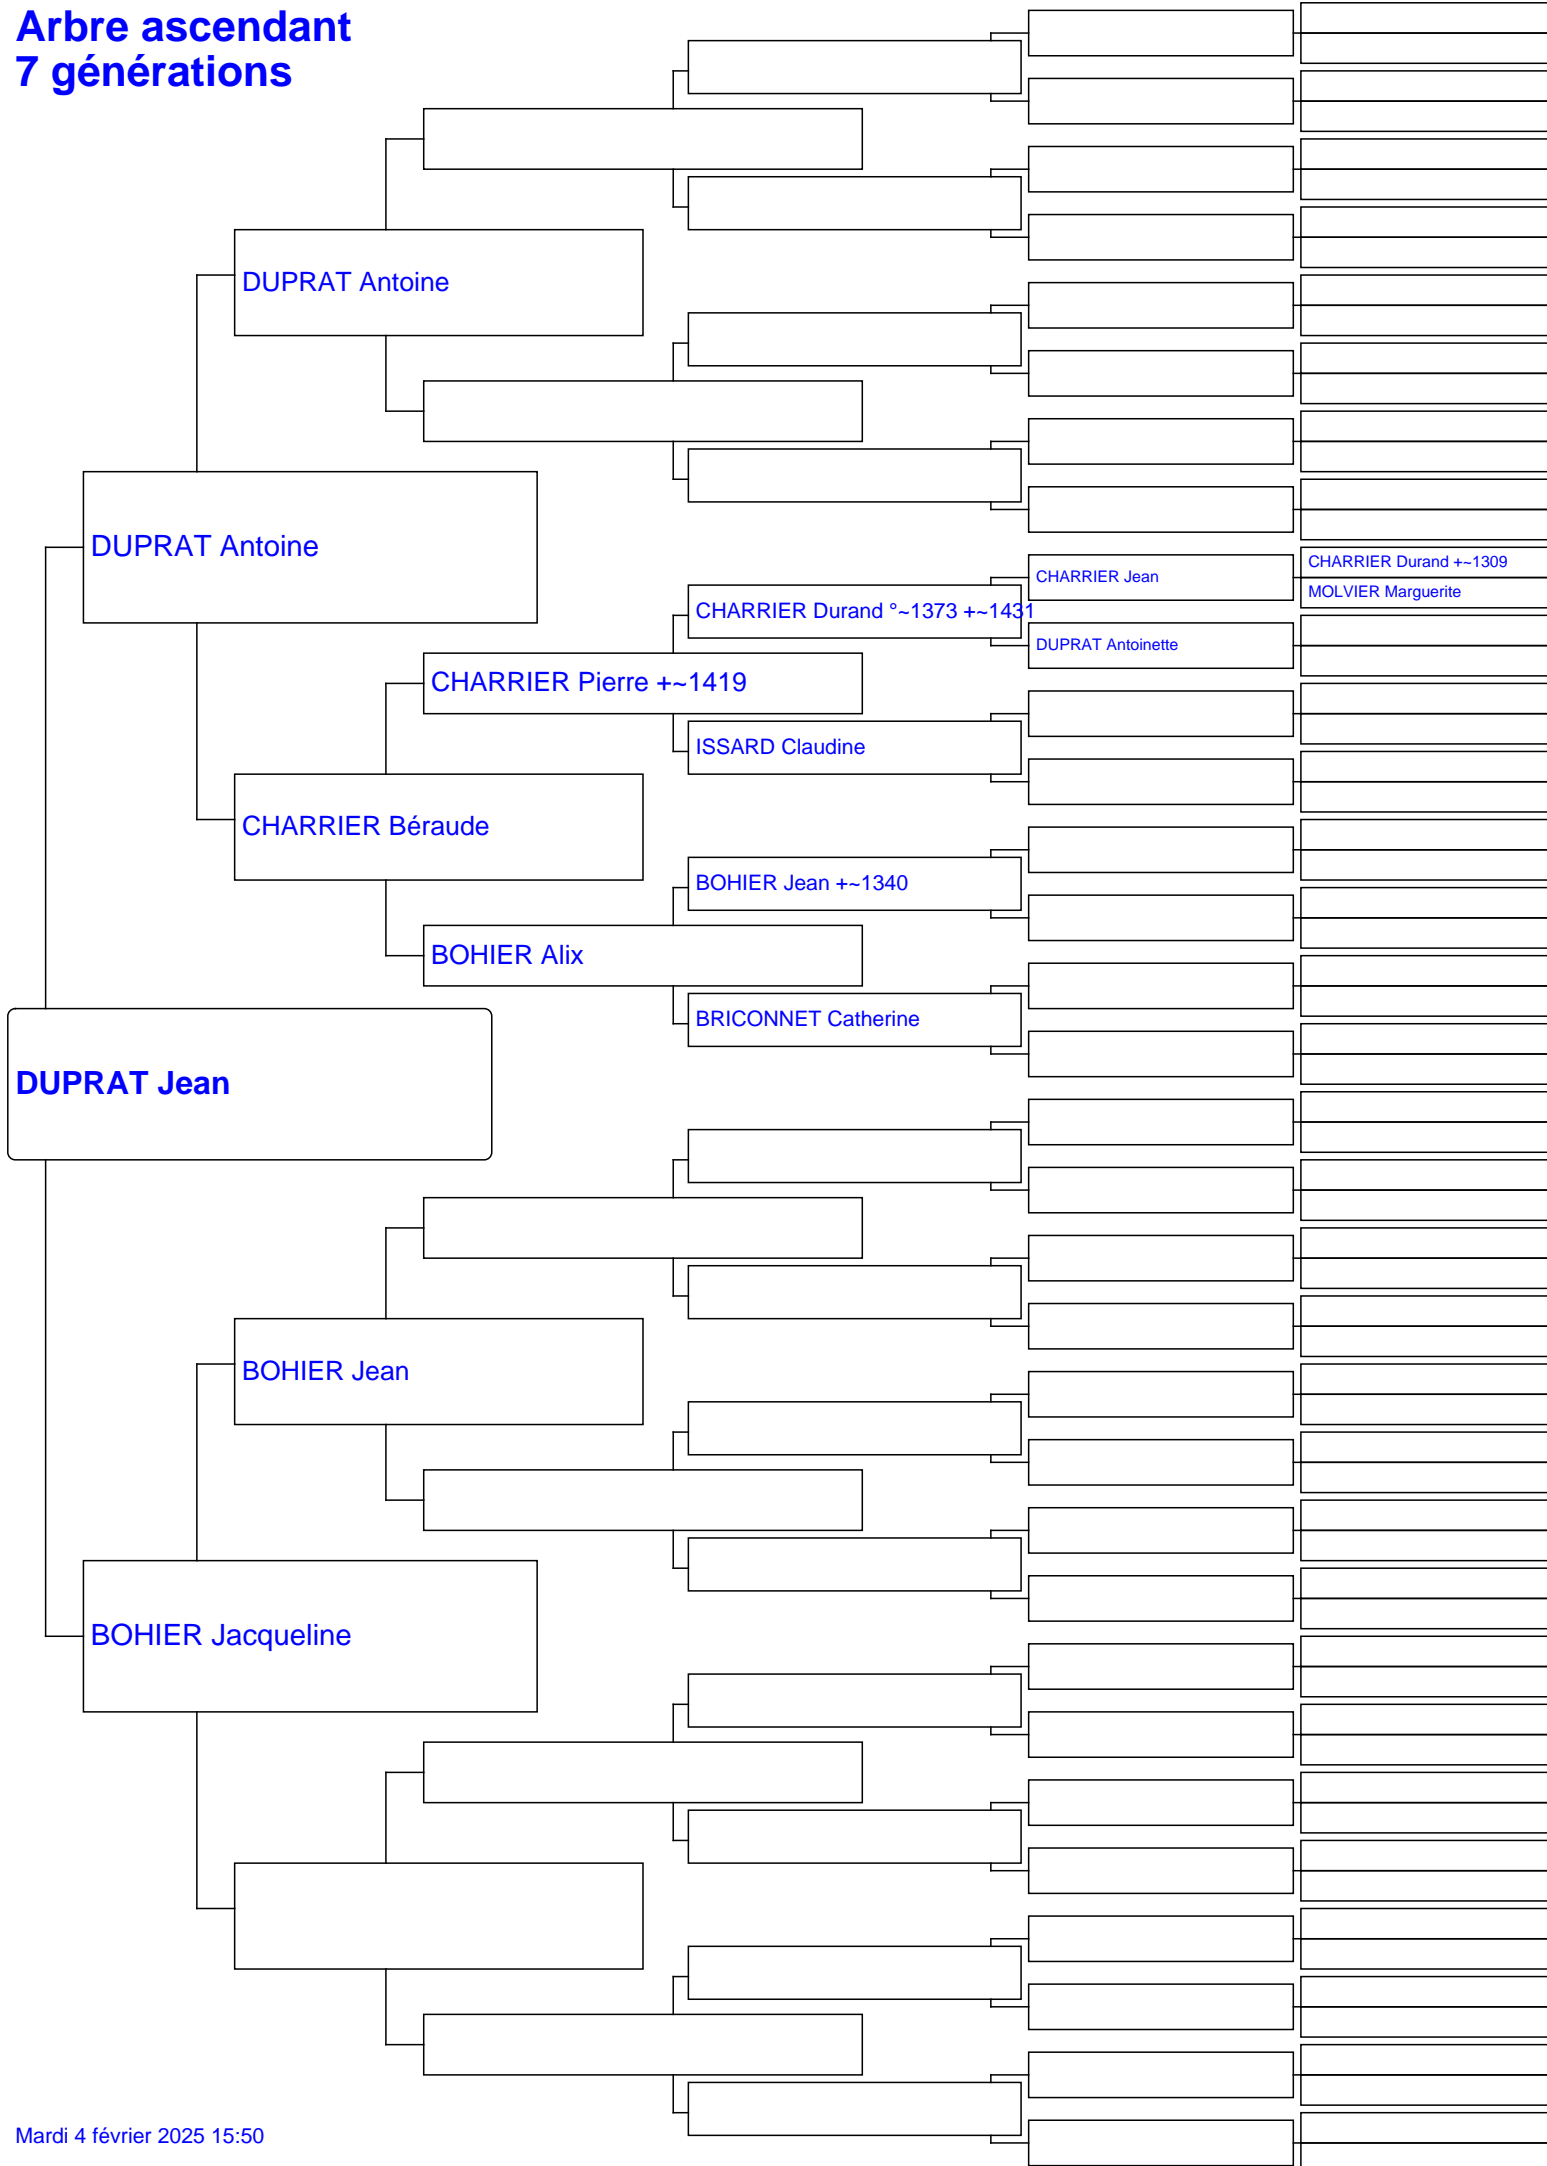 Arbre ascendant
7 générations
DUPRAT Antoine
DUPRAT Antoine
CHARRIER Jean
CHARRIER Durand +~1309
MOLVIER Marguerite
CHARRIER Durand °~1373 +~1431
DUPRAT Antoinette
CHARRIER Pierre +~1419
ISSARD Claudine
CHARRIER Béraude
BOHIER Jean +~1340
BOHIER Alix
BRICONNET Catherine
DUPRAT Jean
BOHIER Jean
BOHIER Jacqueline
Mardi 4 février 2025 15:50